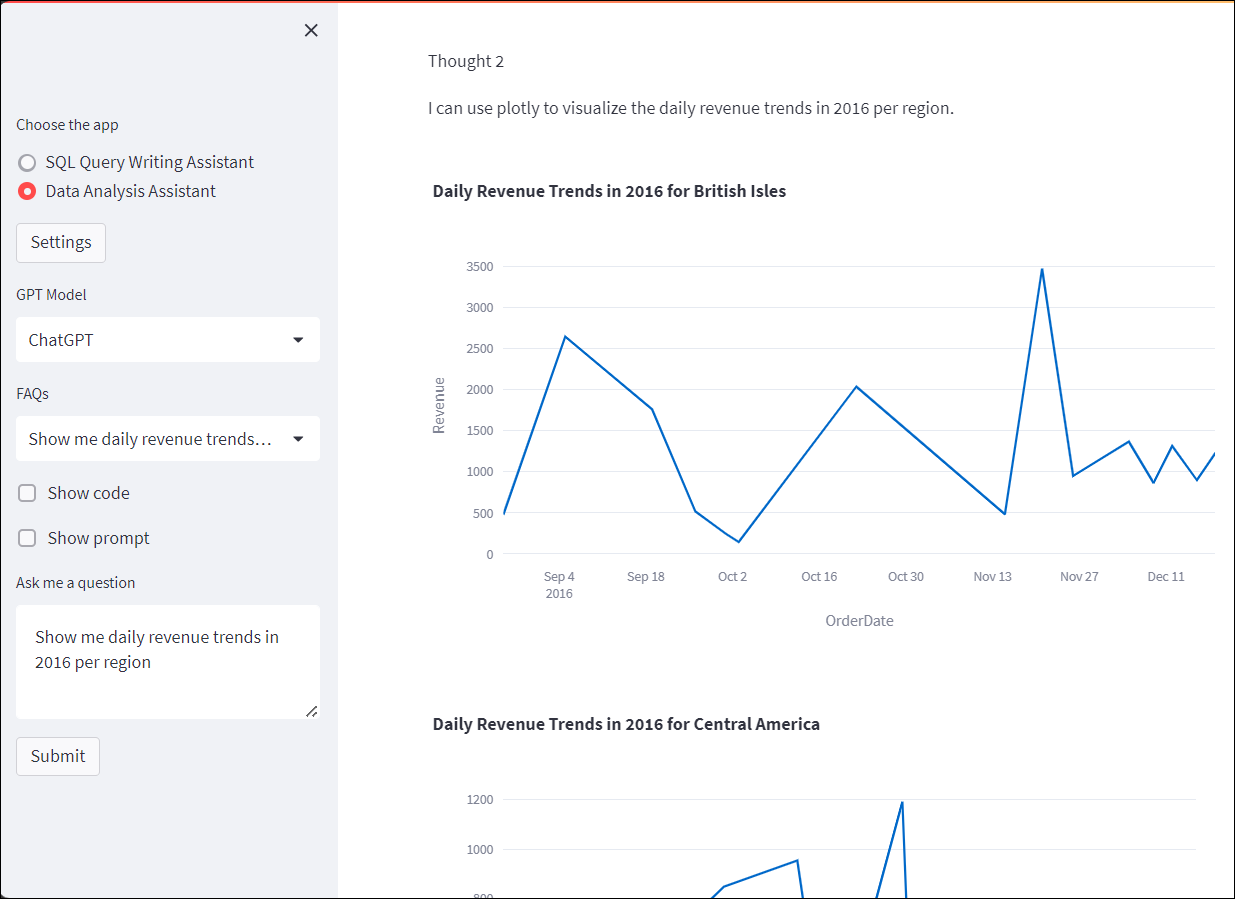 Choose the app
SQL Query Writing Assistant
Data Analysis Assistant
Settings
GPT Model
ChatGPT
FAQs
Show me daily revenue trends...
Show code
Show prompt
Ask me a question
Show me daily revenue trends in
2016 per region
Submit
Thought 2
I can use plotly to visualize the daily revenue trends in 2016 per region.
Daily Revenue Trends in 2016 for British Isles
3500
3000
2500
2000
1500
1000
500
0
Revenue
Sep 4 Sep 18 Oct 2 Oct 16 Oct 30 Nov 13 Nov 27 Dec 11
2016
OrderDate
Daily Revenue Trends in 2016 for Central America
1200
1000
800